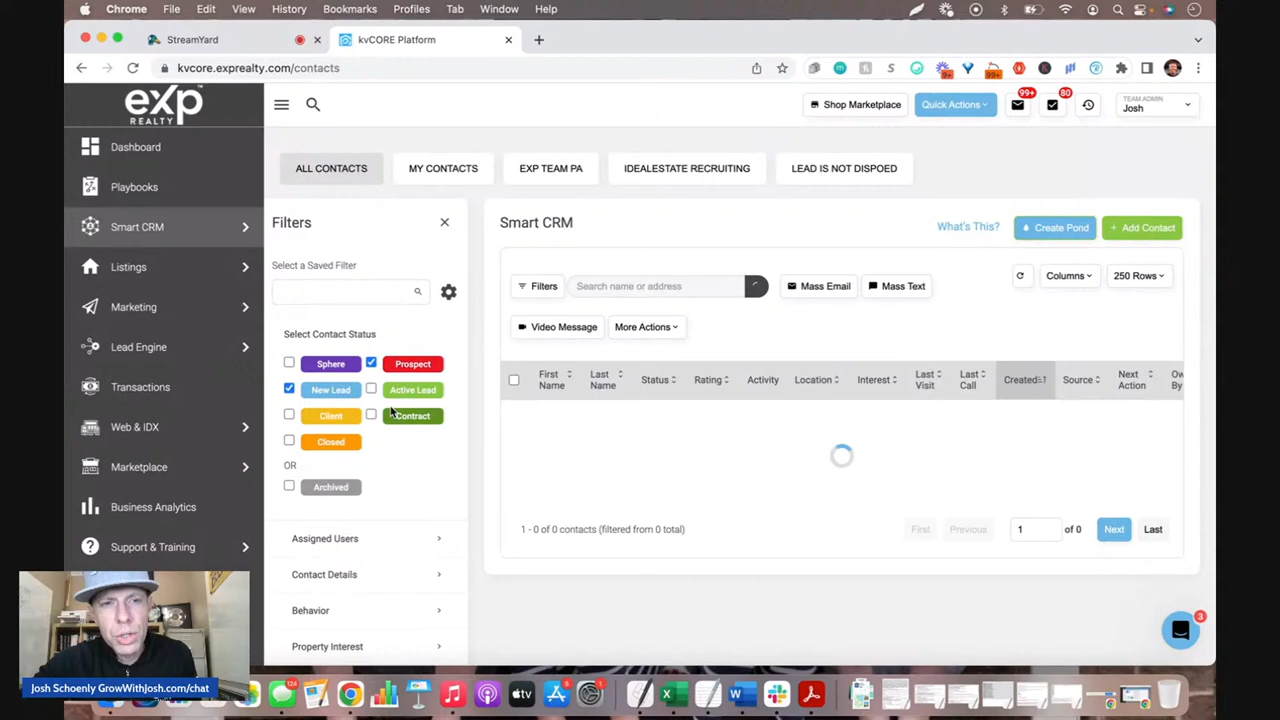 Chrome File Edit View History Bookmarks Profiles Tab Window Help
StreamYard
kvCORE Platform
kvcore.exprealty.com/contacts
9+
99+
exp REALTY
Shop Marketplace
Quick Actions
99+
80
TEAM ADMIN
Josh
Dashboard
Playbooks
Smart CRM
Listings
Marketing
Lead Engine
Transactions
Web & IDX
Marketplace
Business Analytics
Support & Training
ALL CONTACTS
MY CONTACTS
EXP TEAM PA
IDEALESTATE RECRUITING
LEAD IS NOT DISPOED
Filters
Select a Saved Filter
Select Contact Status
Sphere
Prospect
New Lead
Active Lead
Client
Contract
Closed
OR
Archived
Assigned Users
Contact Details
Behavior
Property Interest
Smart CRM
What's This?
Create Pond
+ Add Contact
Filters
Search name or address
Mass Email
Mass Text
Columns
250 Rows
Video Message
More Actions
First Name
Last Name
Status
Rating
Activity
Location
Interest
Last Visit
Last Call
Created
Source
Next Action
Ow By
1 - 0 of 0 contacts (filtered from 0 total)
First
Previous
1
of 0
Next
Last
3
Josh Schoenly GrowWithJosh.com/chat
124
tv
5